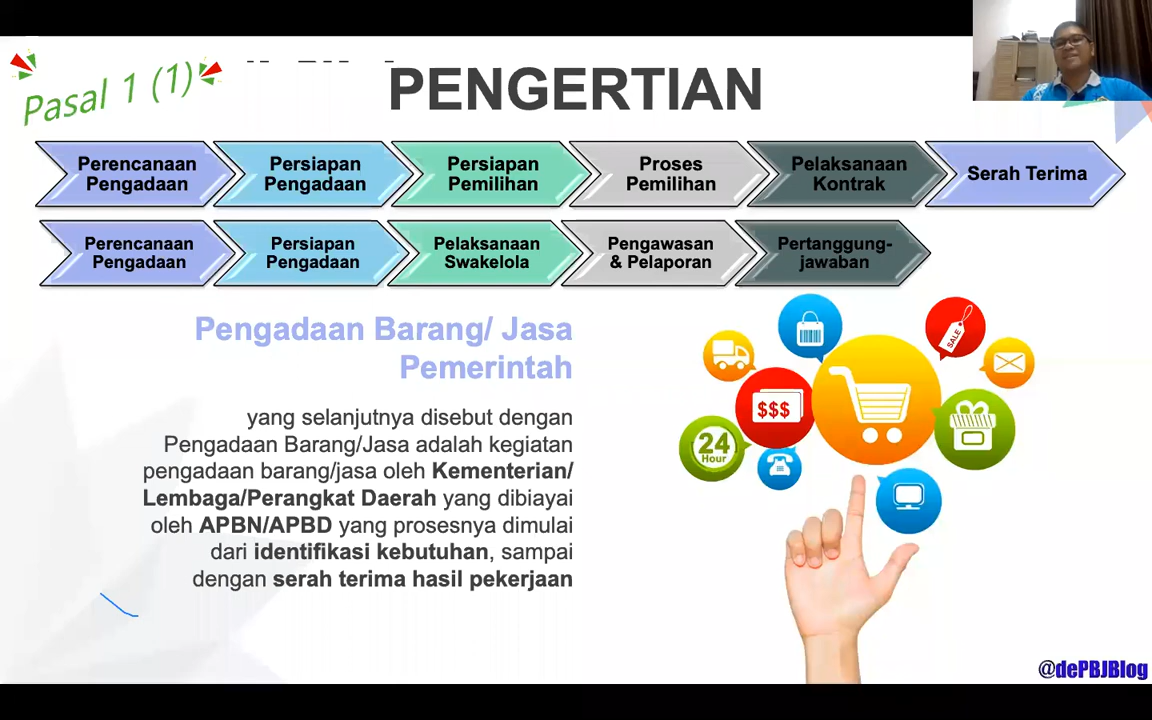 Pasal 1 (1)
PENGERTIAN
Perencanaan
Pengadaan
Persiapan
Pengadaan
Persiapan
Pemilihan
Proses
Pemilihan
Pelaksanaan
Kontrak
Serah Terima
Perencanaan
Pengadaan
Persiapan
Pengadaan
Pelaksanaan
Swakelola
Pengawasan
& Pelaporan
Pertanggung-
jawaban
Pengadaan Barang/ Jasa
Pemerintah
yang selanjutnya disebut dengan
Pengadaan Barang/Jasa adalah kegiatan
pengadaan barang/jasa oleh Kementerian/
Lembaga/Perangkat Daerah yang dibiayai
oleh APBN/APBD yang prosesnya dimulai
dari identifikasi kebutuhan, sampai
dengan serah terima hasil pekerjaan
SALE
$$$
24
Hour
@dePBJBlog